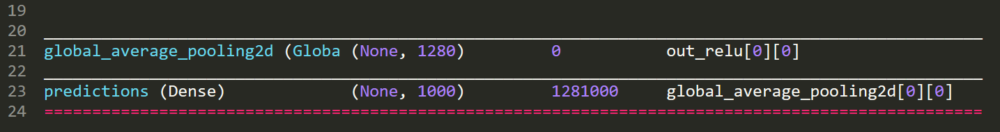 19
20 __________________________________________________________________________________________________
21 global_average_pooling2d (Globa (None, 1280)         0           out_relu[0][0]
22 __________________________________________________________________________________________________
23 predictions (Dense)             (None, 1000)         1281000     global_average_pooling2d[0][0]
24 ==================================================================================================